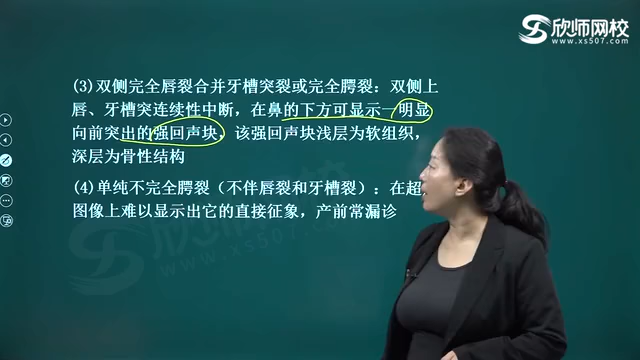 欣师网校
www.xs507.com
(3)双侧完全唇裂合并牙槽突裂或完全腭裂：双侧上
唇、牙槽突连续性中断，在鼻的下方可显示一明显
向前突出的强回声块，该强回声块浅层为软组织，
深层为骨性结构
(4)单纯不完全腭裂（不伴唇裂和牙槽裂）：在超
图像上难以显示出它的直接征象，产前常漏诊
欣师网校